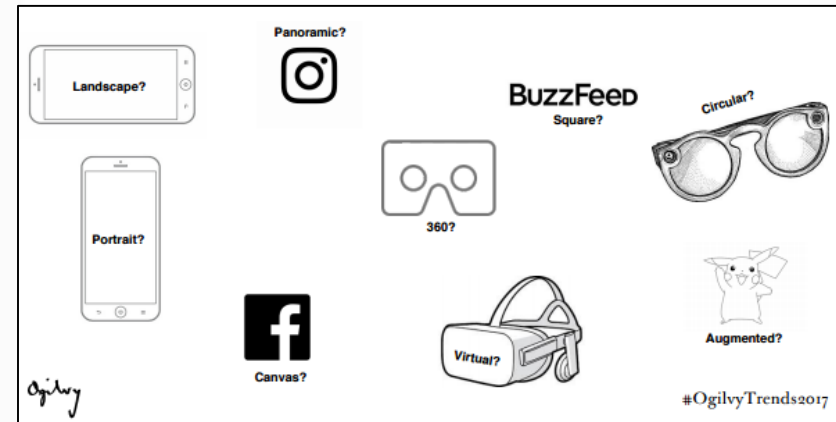 Panoramic?
Landscape?
BuzzFeed
Square?
Circular?
360?
Portrait?
Augmented?
Virtual?
Canvas?
Ogilvy
#OgilvyTrends2017